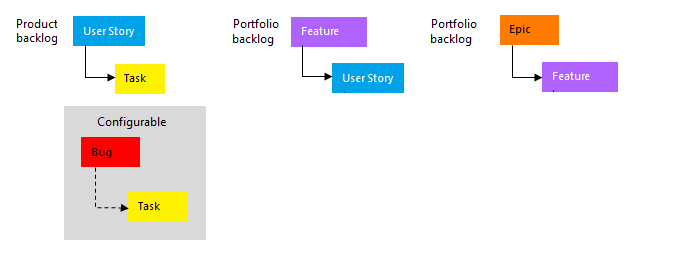 Product
backlog
User Story
Task
Configurable
Bug
Task
Portfolio
backlog
Feature
User Story
Portfolio
backlog
Epic
Feature